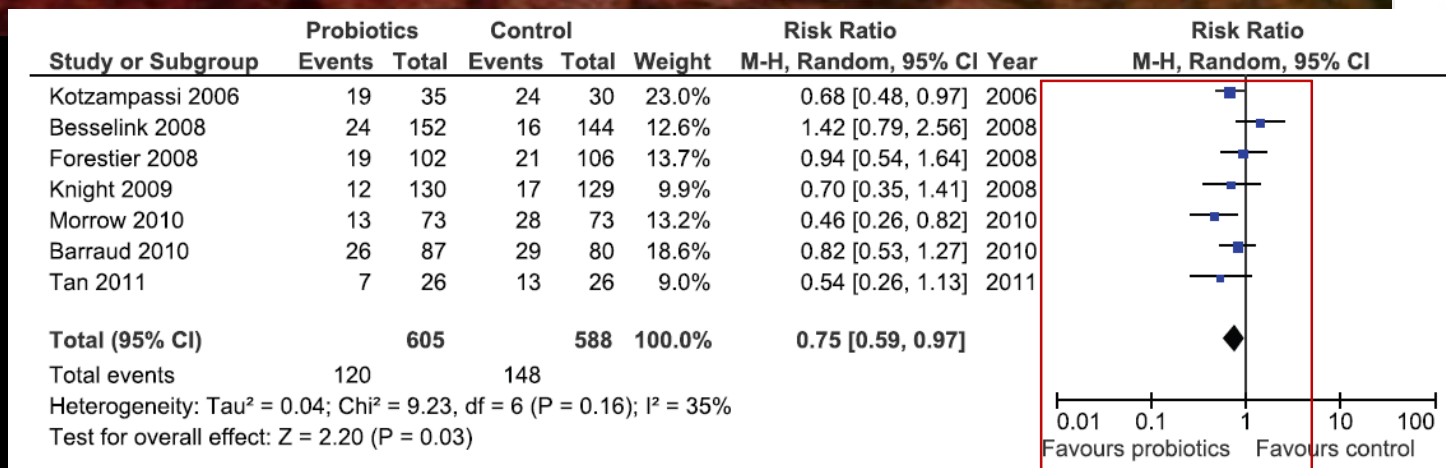 Probiotics Control Risk Ratio Risk Ratio
Study or Subgroup Events Total Events Total Weight M-H, Random, 95% CI Year M-H, Random, 95% CI
Kotzampassi 2006 19 35 24 30 23.0% 0.68 [0.48, 0.97] 2006
Besselink 2008 24 152 16 144 12.6% 1.42 [0.79, 2.56] 2008
Forestier 2008 19 102 21 106 13.7% 0.94 [0.54, 1.64] 2008
Knight 2009 12 130 17 129 9.9% 0.70 [0.35, 1.41] 2008
Morrow 2010 13 73 28 73 13.2% 0.46 [0.26, 0.82] 2010
Barraud 2010 26 87 29 80 18.6% 0.82 [0.53, 1.27] 2010
Tan 2011 7 26 13 26 9.0% 0.54 [0.26, 1.13] 2011
Total (95% CI) 605 588 100.0% 0.75 [0.59, 0.97]
Total events 120 148
Heterogeneity: Tau² = 0.04; Chi² = 9.23, df = 6 (P = 0.16); I² = 35%
Test for overall effect: Z = 2.20 (P = 0.03)
0.01 0.1 1 10 100
Favours probiotics Favours control